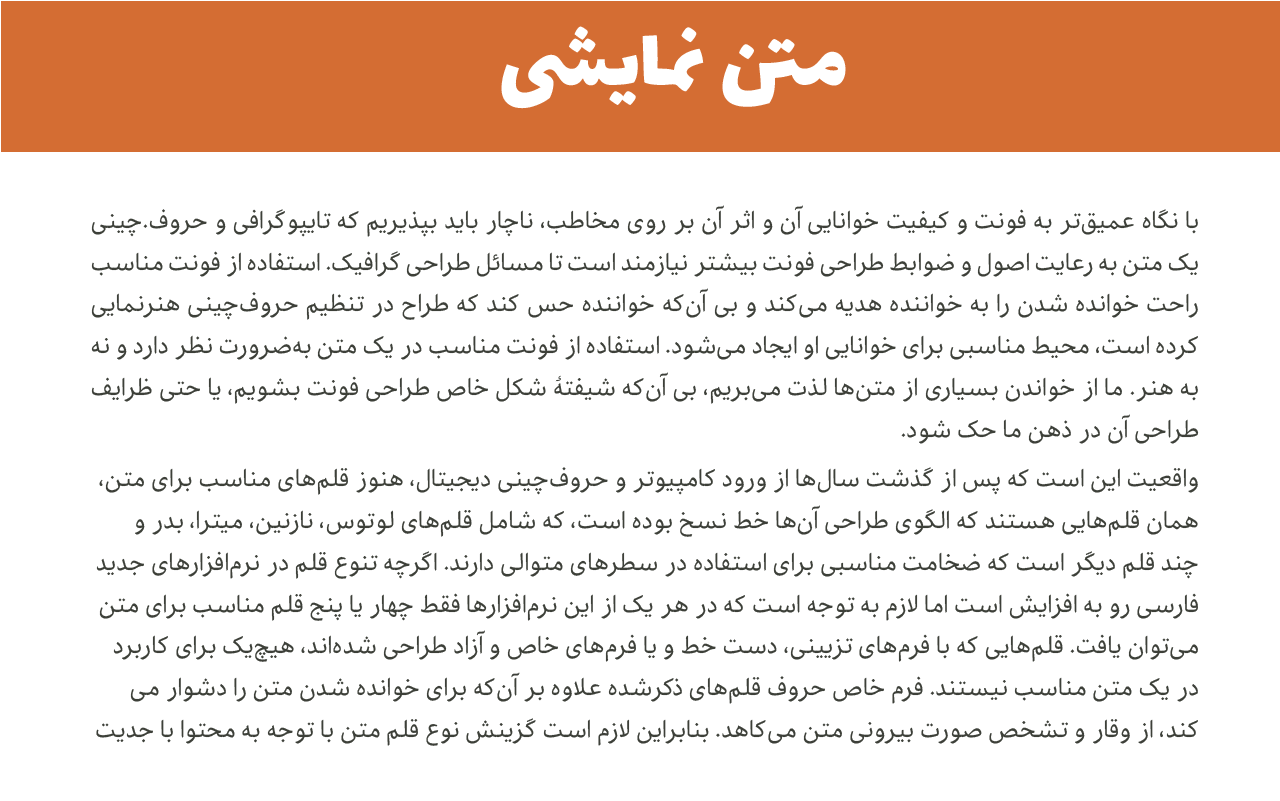 متن نمایشی
با نگاه عمیق‌تر به فونت و کیفیت خوانایی آن و اثر آن بر روی مخاطب، ناچار باید بپذیریم که تایپوگرافی و حروف.چینی
یک متن به رعایت اصول و ضوابط طراحی فونت بیشتر نیازمند است تا مسائل طراحی گرافیک. استفاده از فونت مناسب
راحت خوانده شدن را به خواننده هدیه می‌کند و بی آن‌که خواننده حس کند که طراح در تنظیم حروف‌چینی هنرنمایی
کرده است، محیط مناسبی برای خوانایی او ایجاد می‌شود. استفاده از فونت مناسب در یک متن به‌ضرورت نظر دارد و نه
به هنر. ما از خواندن بسیاری از متن‌ها لذت می‌بریم، بی آن‌که شیفتهٔ شکل خاص طراحی فونت بشویم، یا حتی ظرایف
طراحی آن در ذهن ما حک شود.
واقعیت این است که پس از گذشت سال‌ها از ورود کامپیوتر و حروف‌چینی دیجیتال، هنوز قلم‌های مناسب برای متن،
همان قلم‌هایی هستند که الگوی طراحی آن‌ها خط نسخ بوده است، که شامل قلم‌های لوتوس، نازنین، میترا، بدر و
چند قلم دیگر است که ضخامت مناسبی برای استفاده در سطرهای متوالی دارند. اگرچه تنوع قلم در نرم‌افزارهای جدید
فارسی رو به افزایش است اما لازم به توجه است که در هر یک از این نرم‌افزارها فقط چهار یا پنج قلم مناسب برای متن
می‌توان یافت. قلم‌هایی که با فرم‌های تزیینی، دست خط و یا فرم‌های خاص و آزاد طراحی شده‌اند، هیچ‌یک برای کاربرد
در یک متن مناسب نیستند. فرم خاص حروف قلم‌های ذکرشده علاوه بر آن‌که برای خوانده شدن متن را دشوار می
کند، از وقار و تشخص صورت بیرونی متن می‌کاهد. بنابراین لازم است گزینش نوع قلم متن با توجه به محتوا با جدیت